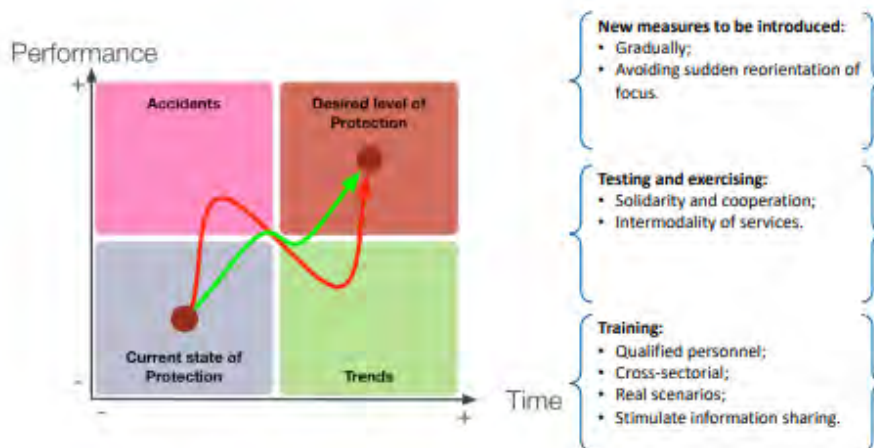 Performance
+
Accidents
Desired level of
Protection
Current state of
Protection
Trends
-
-
+
Time
New measures to be introduced:
• Gradually;
• Avoiding sudden reorientation of
focus.
Testing and exercising:
• Solidarity and cooperation;
• Intermodality of services.
Training:
• Qualified personnel;
• Cross-sectorial;
• Real scenarios;
• Stimulate information sharing.